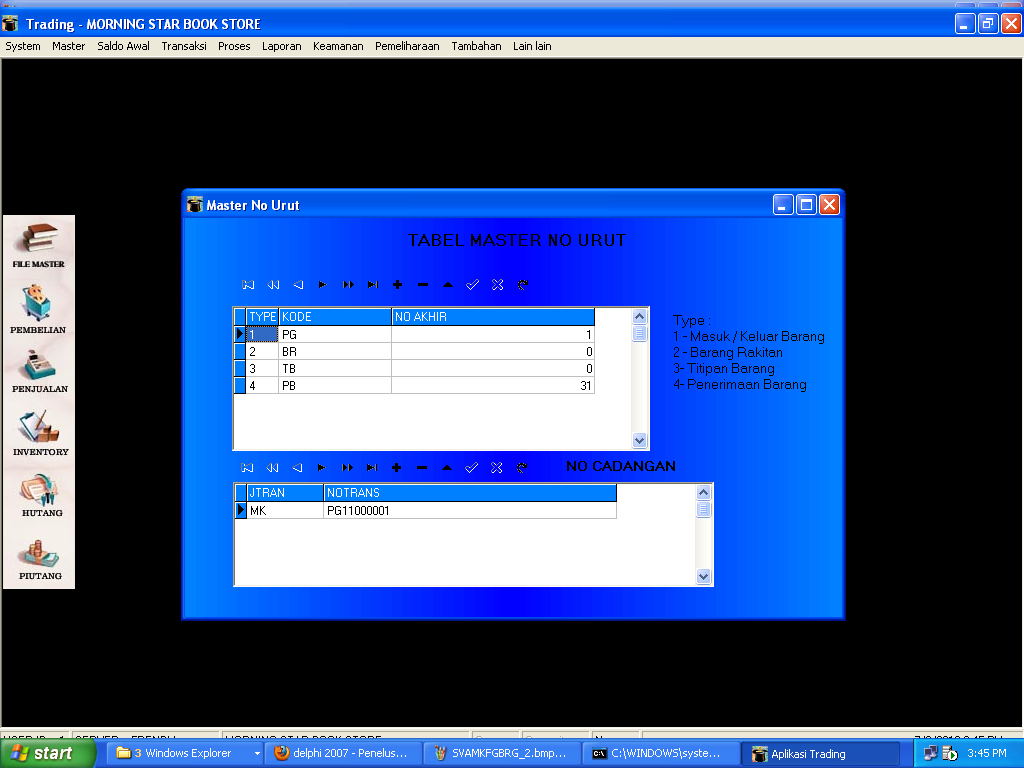 Trading - MORNING STAR BOOK STORE
System Master Saldo Awal Transaksi Proses Laporan Keamanan Pemeliharaan Tambahan Lain lain
FILE MASTER
PEMBELIAN
PENJUALAN
INVENTORY
HUTANG
PIUTANG
Master No Urut
TABEL MASTER NO URUT
TYPE KODE NO AKHIR
1 PG 1
2 BR 0
3 TB 0
4 PB 31
Type :
1 - Masuk / Keluar Barang
2 - Barang Rakitan
3- Titipan Barang
4- Penerimaan Barang
NO CADANGAN
JTRAN NOTRANS
MK PG11000001
MORNING STAR BOOK STORE
start
3 Windows Explorer
delphi 2007 - Penelus...
SVAMKFGBRG_2.bmp...
C:\WINDOWS\syste...
Aplikasi Trading
3:45 PM